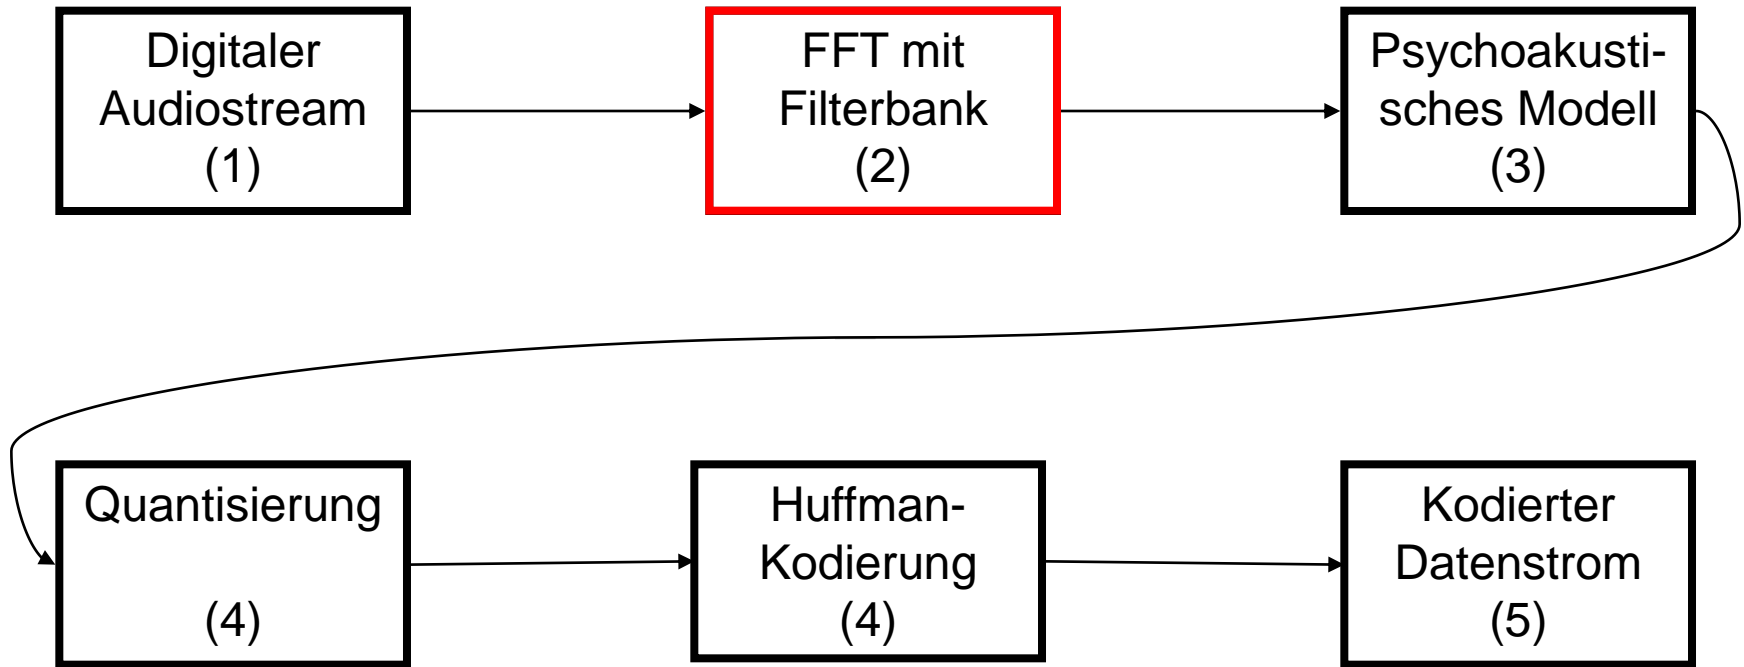 Digitaler
Audiostream
(1)
FFT mit
Filterbank
(2)
Psychoakusti-
sches Modell
(3)
Quantisierung
(4)
Huffman-
Kodierung
(4)
Kodierter
Datenstrom
(5)